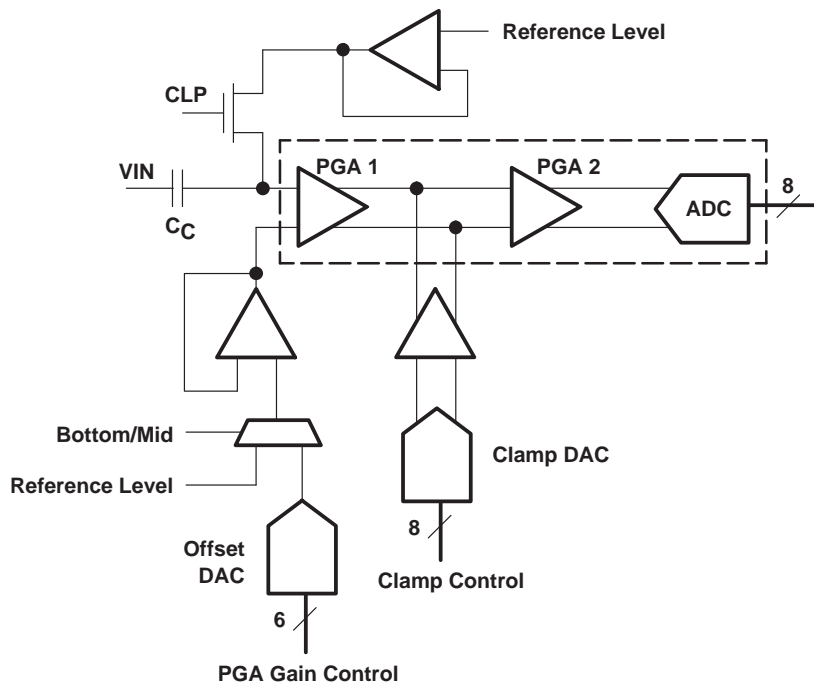 Reference Level
CLP
VIN
C_C
PGA 1
PGA 2
ADC
8
Bottom/Mid
Reference Level
Clamp DAC
8
Offset
DAC
Clamp Control
6
PGA Gain Control